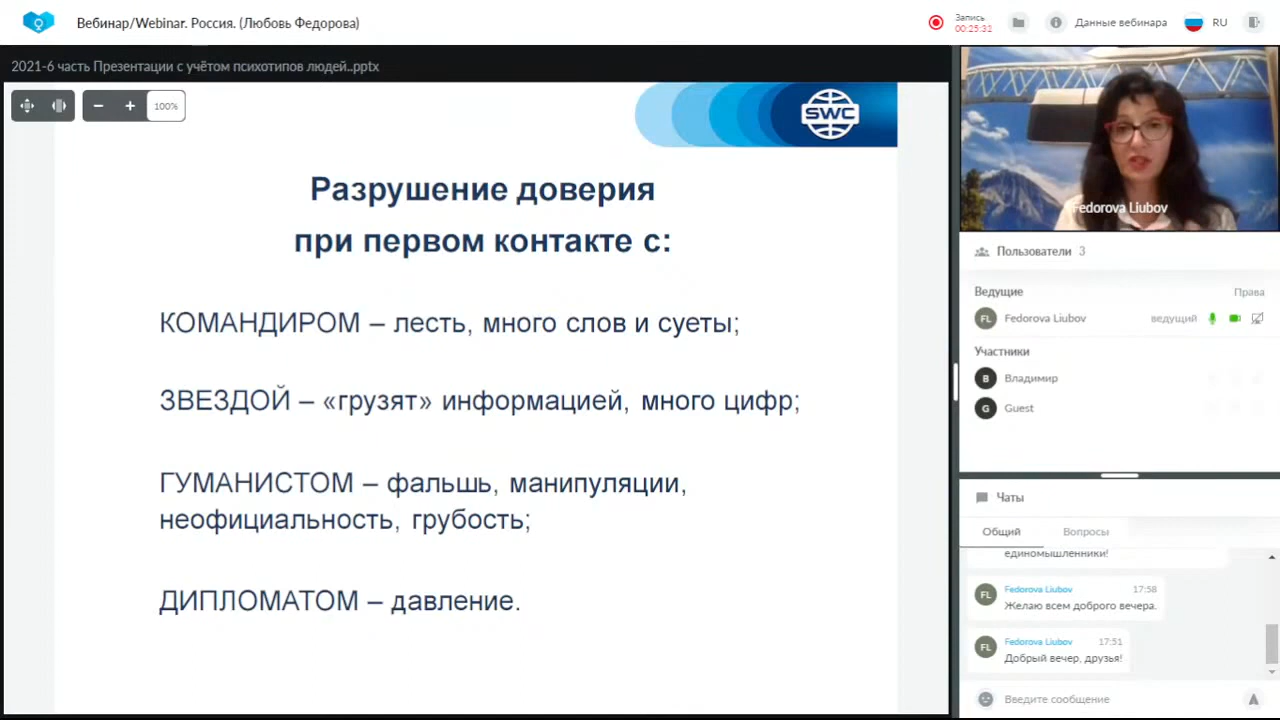 Вебинар/Webinar. Россия. (Любовь Федорова)
Запись
00:25:31
Данные вебинара
RU
2021-6 часть Презентации с учётом психотипов людей..pptx
100%
SWC
Разрушение доверия
при первом контакте с:
КОМАНДИРОМ – лесть, много слов и суеты;
ЗВЕЗДОЙ – «грузят» информацией, много цифр;
ГУМАНИСТОМ – фальшь, манипуляции,
неофициальность, грубость;
ДИПЛОМАТОМ – давление.
Fedorova Liubov
Пользователи 3
Ведущие
Права
FL
Fedorova Liubov
ведущий
Участники
В
Владимир
G
Guest
Чаты
Общий
Вопросы
единомышленники!
FL
Fedorova Liubov
17:58
Желаю всем доброго вечера.
FL
Fedorova Liubov
17:51
Добрый вечер, друзья!
Введите сообщение